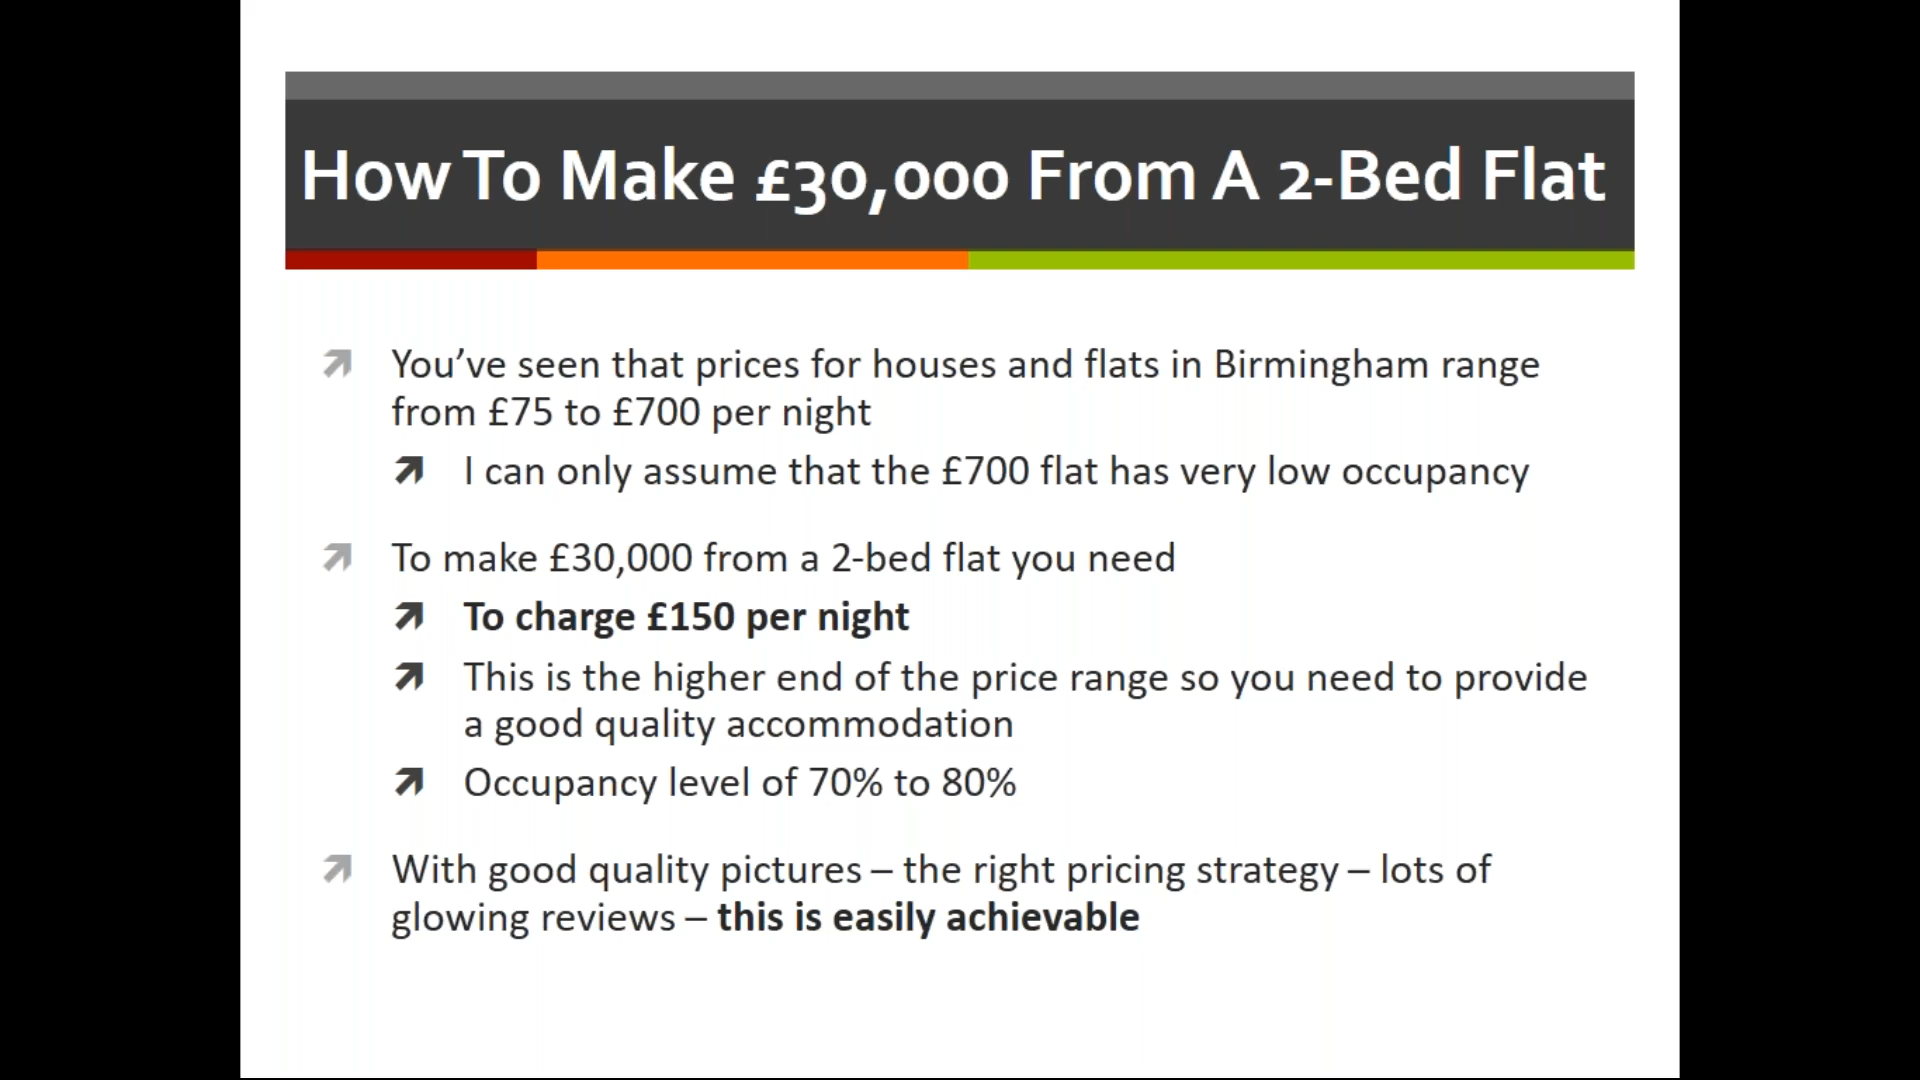 How To Make £30,000 From A 2-Bed Flat
You’ve seen that prices for houses and flats in Birmingham range
from £75 to £700 per night
I can only assume that the £700 flat has very low occupancy
To make £30,000 from a 2-bed flat you need
To charge £150 per night
This is the higher end of the price range so you need to provide
a good quality accommodation
Occupancy level of 70% to 80%
With good quality pictures – the right pricing strategy – lots of
glowing reviews – this is easily achievable